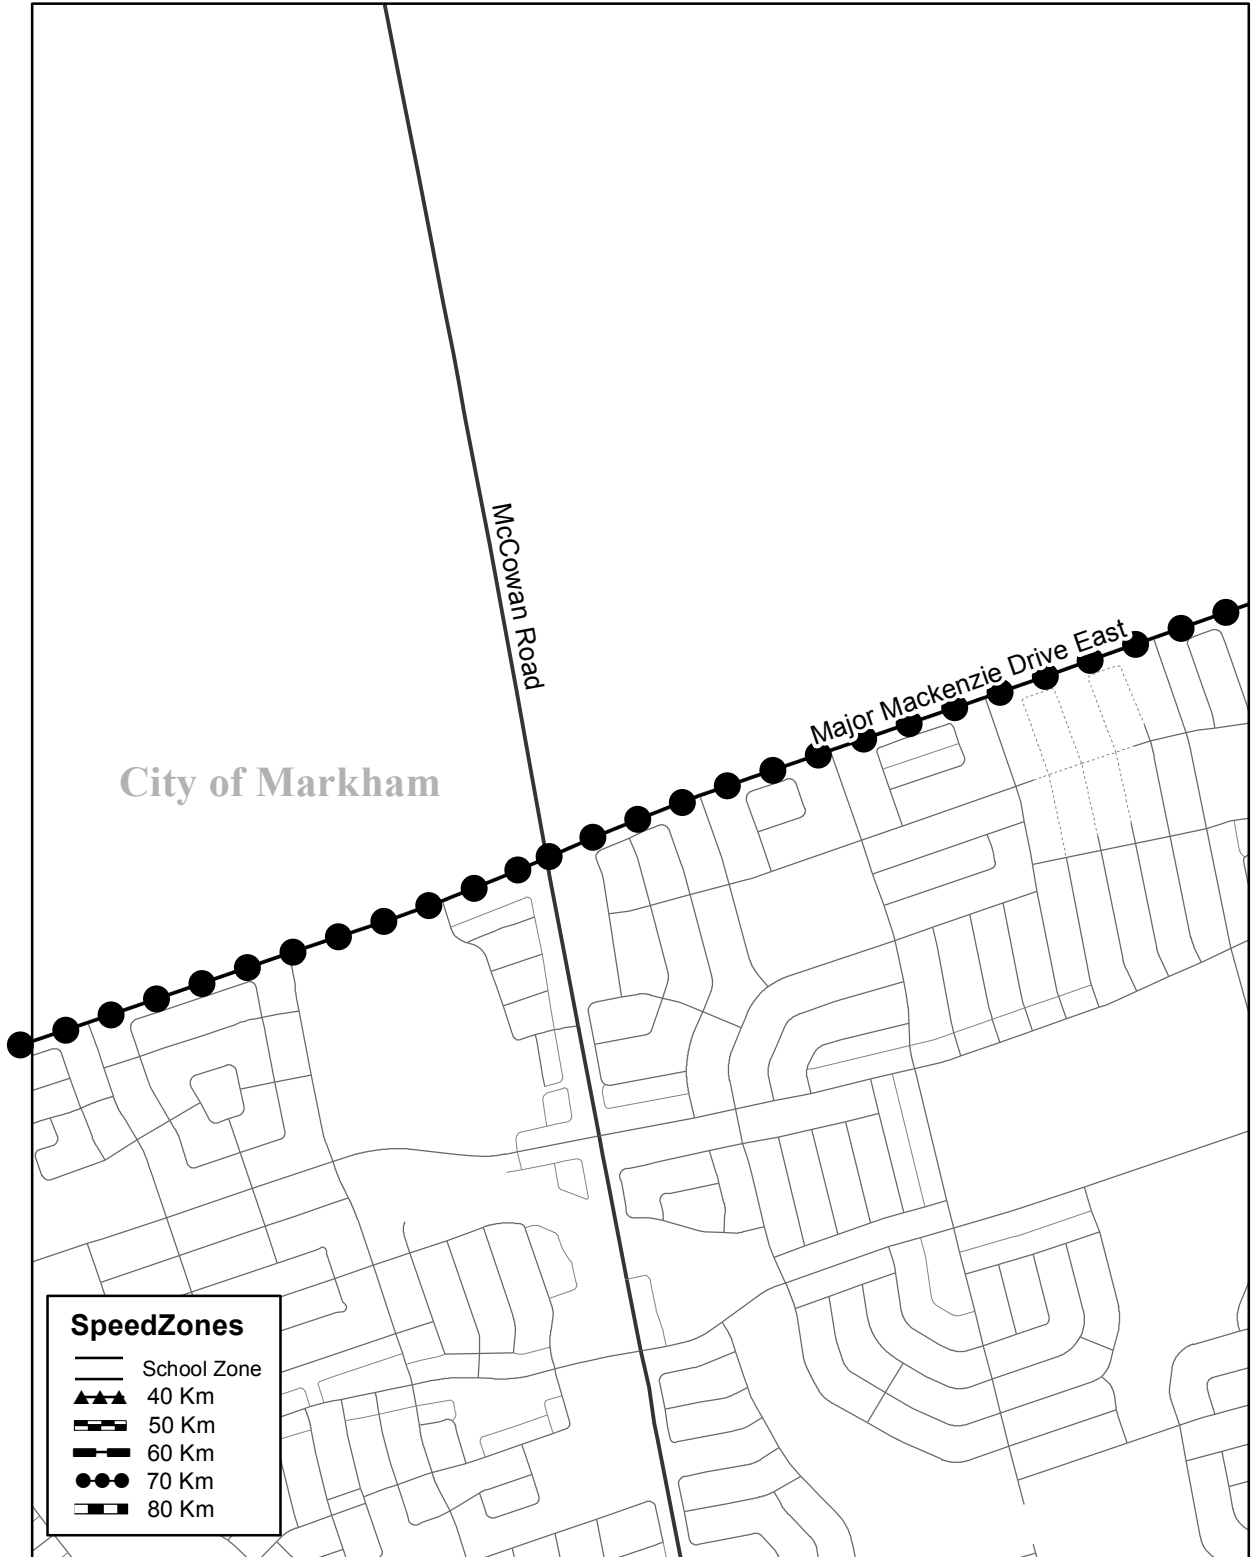 McCowan Road
Major Mackenzie Drive East
City of Markham
SpeedZones
School Zone
40 Km
50 Km
60 Km
70 Km
80 Km